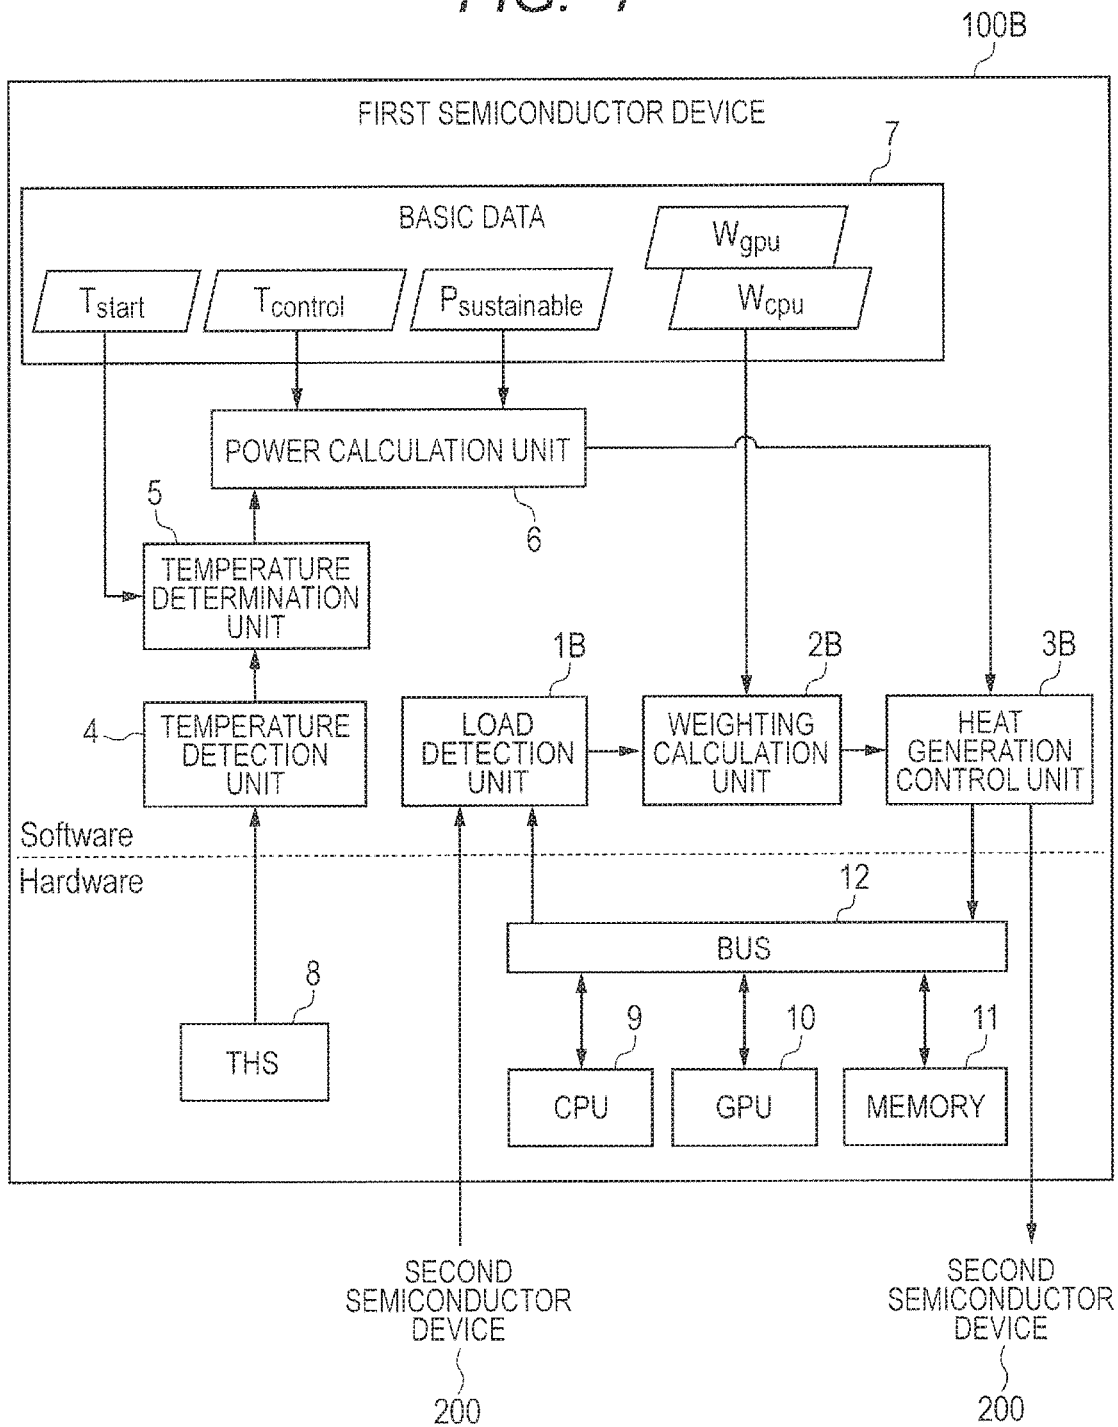 100B
FIRST SEMICONDUCTOR DEVICE
7
BASIC DATA
Wgpu
Wcpu
Tstart
Tcontrol
Psustainable
POWER CALCULATION UNIT
6
5
TEMPERATURE
DETERMINATION
UNIT
4
TEMPERATURE
DETECTION
UNIT
1B
LOAD
DETECTION
UNIT
2B
WEIGHTING
CALCULATION
UNIT
3B
HEAT
GENERATION
CONTROL UNIT
Software
Hardware
12
BUS
8
THS
9
CPU
10
GPU
11
MEMORY
SECOND
SEMICONDUCTOR
DEVICE
200
SECOND
SEMICONDUCTOR
DEVICE
200